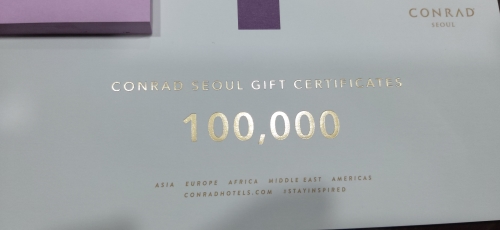 CONRAD
SEOUL
CONRAD SEOUL GIFT CERTIFICATES
100,000
ASIA EUROPE AFRICA MIDDLE EAST AMERICAS
CONRADHOTELS.COM #STAYINSPIRED